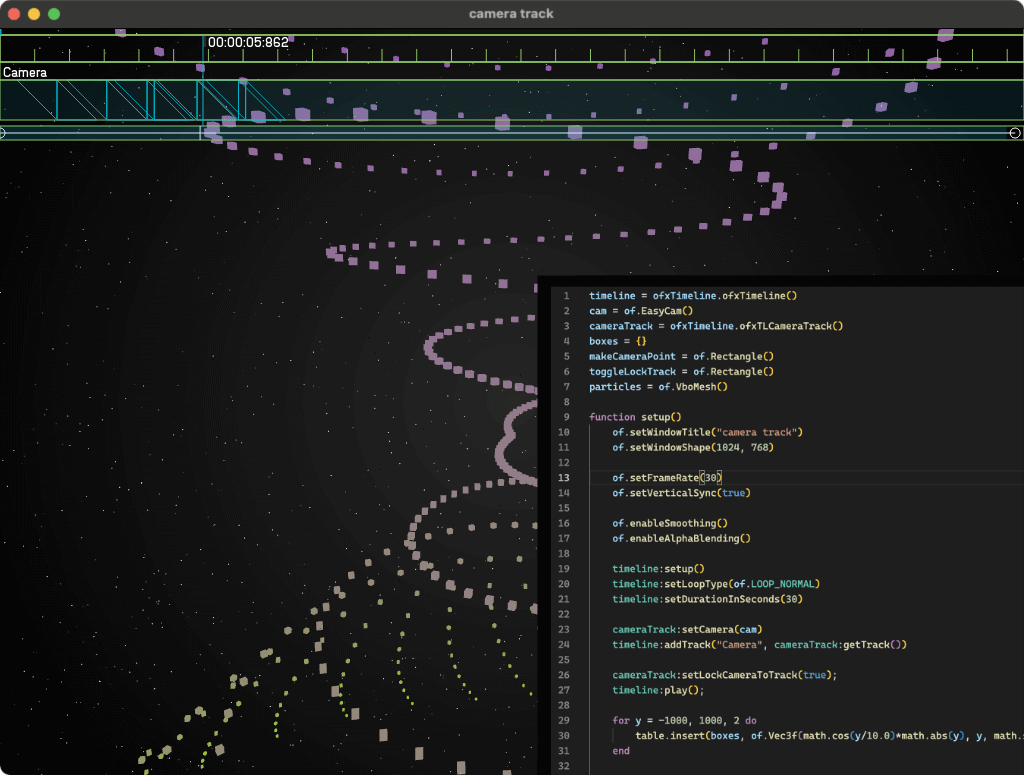 camera track
00:00:05:862
Camera
1 timeline = ofxTimeline.ofxTimeline()
2 cam = of.EasyCam()
3 cameraTrack = ofxTimeline.ofxTLCameraTrack()
4 boxes = {}
5 makeCameraPoint = of.Rectangle()
6 toggleLockTrack = of.Rectangle()
7 particles = of.VboMesh()
8
9 function setup()
10 of.setWindowTitle("camera track")
11 of.setWindowShape(1024, 768)
12
13 of.setFrameRate(30)
14 of.setVerticalSync(true)
15
16 of.enableSmoothing()
17 of.enableAlphaBlending()
18
19 timeline:setup()
20 timeline:setLoopType(of.LOOP_NORMAL)
21 timeline:setDurationInSeconds(30)
22
23 cameraTrack:setCamera(cam)
24 timeline:addTrack("Camera", cameraTrack:getTrack())
25
26 cameraTrack:setLockCameraToTrack(true);
27 timeline:play();
28
29 for y = -1000, 1000, 2 do
30 table.insert(boxes, of.Vec3f(math.cos(y/10.0)*math.abs(y), y, math.
31 end
32